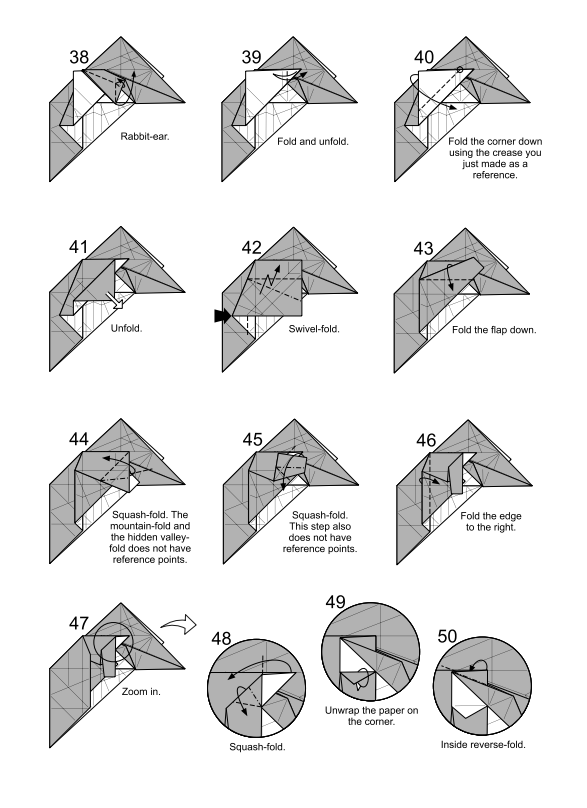 38
Rabbit-ear.
39
Fold and unfold.
40
Fold the corner down
using the crease you
just made as a
reference.
41
Unfold.
42
Swivel-fold.
43
Fold the flap down.
44
Squash-fold. The
mountain-fold and
the hidden valley-
fold does not have
reference points.
45
Squash-fold.
This step also
does not have
reference points.
46
Fold the edge
to the right.
47
Zoom in.
48
Squash-fold.
49
Unwrap the paper on
the corner.
50
Inside reverse-fold.